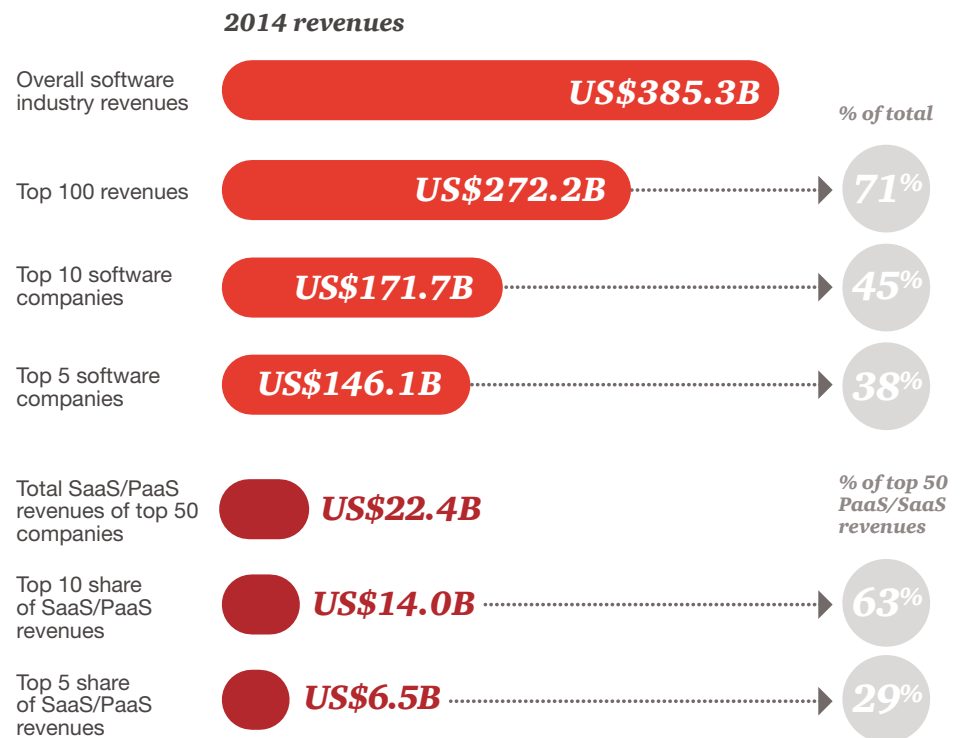 2014 revenues
Overall software
industry revenues
US$385.3B
% of total
Top 100 revenues
US$272.2B
71%
Top 10 software
companies
US$171.7B
45%
Top 5 software
companies
US$146.1B
38%
Total SaaS/PaaS
revenues of top 50
companies
US$22.4B
% of top 50
PaaS/SaaS
revenues
Top 10 share
of SaaS/PaaS
revenues
US$14.0B
63%
Top 5 share
of SaaS/PaaS
revenues
US$6.5B
29%